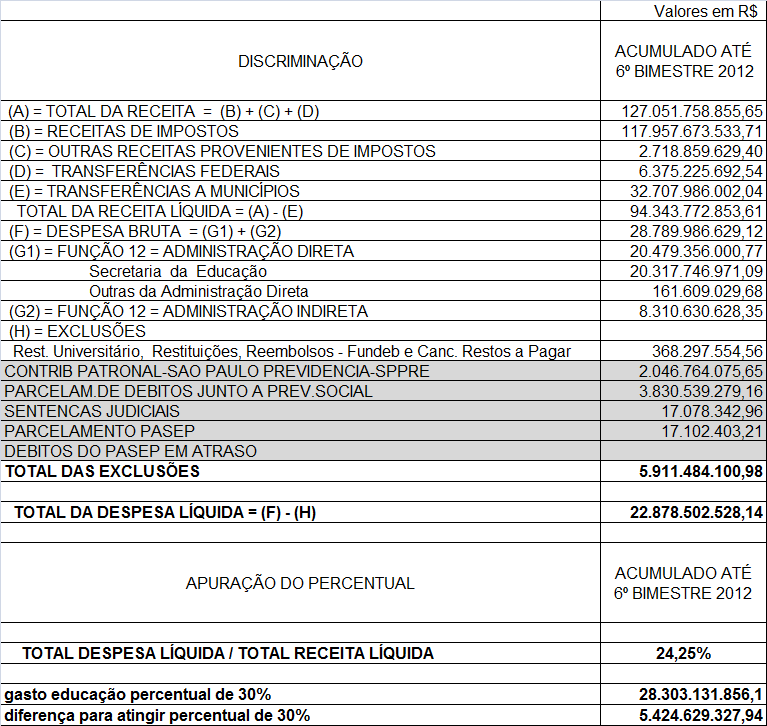 Valores em R$
DISCRIMINAÇÃO
ACUMULADO ATÉ
6º BIMESTRE 2012
(A) = TOTAL DA RECEITA = (B) + (C) + (D) 127.051.758.855,65
(B) = RECEITAS DE IMPOSTOS 117.957.673.533,71
(C) = OUTRAS RECEITAS PROVENIENTES DE IMPOSTOS 2.718.859.629,40
(D) = TRANSFERÊNCIAS FEDERAIS 6.375.225.692,54
(E) = TRANSFERÊNCIAS A MUNICÍPIOS 32.707.986.002,04
TOTAL DA RECEITA LÍQUIDA = (A) - (E) 94.343.772.853,61
(F) = DESPESA BRUTA = (G1) + (G2) 28.789.986.629,12
(G1) = FUNÇÃO 12 = ADMINISTRAÇÃO DIRETA 20.479.356.000,77
Secretaria da Educação 20.317.746.971,09
Outras da Administração Direta 161.609.029,68
(G2) = FUNÇÃO 12 = ADMINISTRAÇÃO INDIRETA 8.310.630.628,35
(H) = EXCLUSÕES
Rest. Universitário, Restituições, Reembolsos - Fundeb e Canc. Restos a Pagar 368.297.554,56
CONTRIB PATRONAL-SAO PAULO PREVIDENCIA-SPPRE 2.046.764.075,65
PARCELAM.DE DEBITOS JUNTO A PREV.SOCIAL 3.830.539.279,16
SENTENCAS JUDICIAIS 17.078.342,96
PARCELAMENTO PASEP 17.102.403,21
DEBITOS DO PASEP EM ATRASO
TOTAL DAS EXCLUSÕES 5.911.484.100,98
TOTAL DA DESPESA LÍQUIDA = (F) - (H) 22.878.502.528,14
APURAÇÃO DO PERCENTUAL
ACUMULADO ATÉ
6º BIMESTRE 2012
TOTAL DESPESA LÍQUIDA / TOTAL RECEITA LÍQUIDA 24,25%
gasto educação percentual de 30% 28.303.131.856,1
diferença para atingir percentual de 30% 5.424.629.327,94